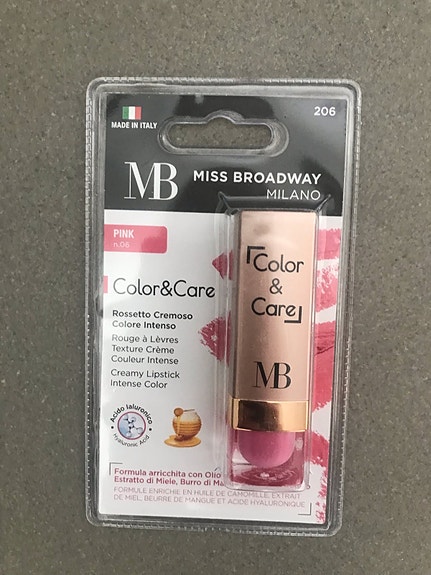 206
MADE IN ITALY
MB MISS BROADWAY
MILANO
PINK
n.06
Color&Care
Rossetto Cremoso
Colore Intenso
Rouge à Lèvres
Texture Crème
Couleur Intense
Creamy Lipstick
Intense Color
Acido Ialuronico
Hyaluronic Acid
Formula arricchita con Olio
Estratto di Miele, Burro di
FORMULE ENRICHIE EN HUILE DE CAMOMILLE, EXTRAIT
DE MIEL, BEURRE DE MANGUE ET ACIDE HYALURONIQUE
Color
&
Care
MB